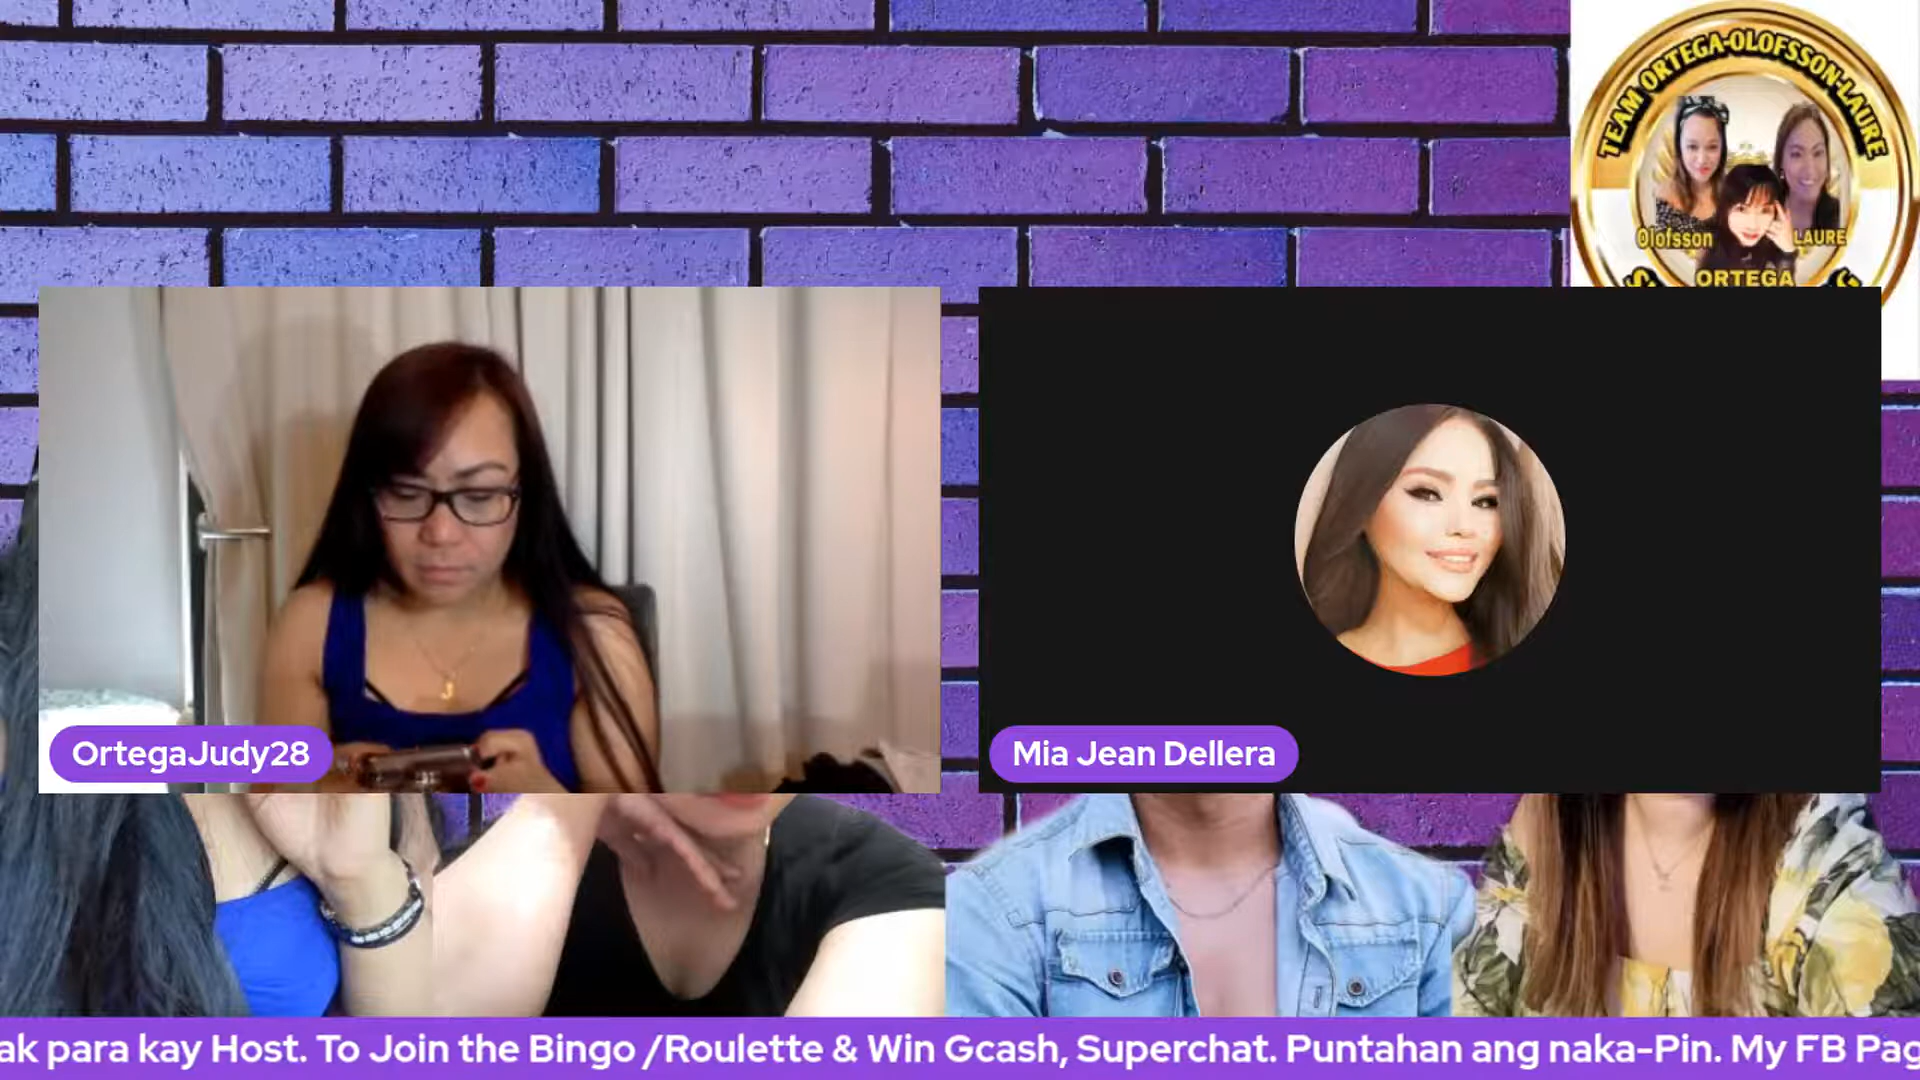 TEAM ORTEGA-OLOFSSON-LAURE
Olofsson
LAURE
ORTEGA
OrtegaJudy28
Mia Jean Dellera
ak para kay Host. To Join the Bingo /Roulette & Win Gcash, Superchat. Puntahan ang naka-Pin. My FB Pag